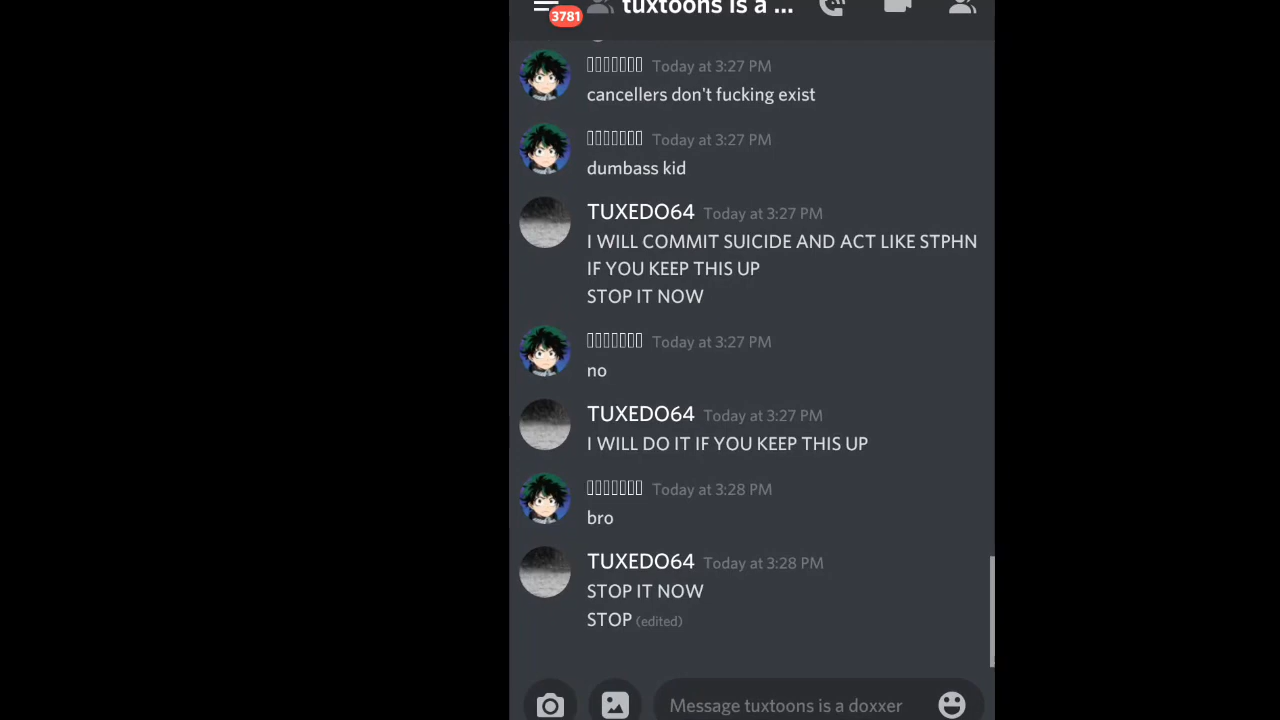 3781
tuxtoons is a ...
Today at 3:27 PM
cancellers don't fucking exist
Today at 3:27 PM
dumbass kid
TUXEDO64 Today at 3:27 PM
I WILL COMMIT SUICIDE AND ACT LIKE STPHN
IF YOU KEEP THIS UP
STOP IT NOW
Today at 3:27 PM
no
TUXEDO64 Today at 3:27 PM
I WILL DO IT IF YOU KEEP THIS UP
Today at 3:28 PM
bro
TUXEDO64 Today at 3:28 PM
STOP IT NOW
STOP (edited)
Message tuxtoons is a doxxer